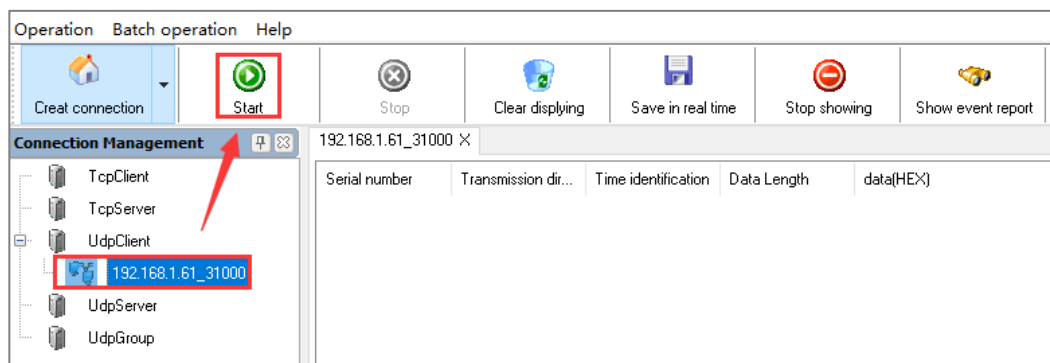 Operation Batch operation Help
Creat connection Start Stop Clear displying Save in real time Stop showing Show event report
Connection Management 192.168.1.61_31000
Serial number Transmission dir... Time identification Data Length data(HEX)
TcpClient
TcpServer
UdpClient
192.168.1.61_31000
UdpServer
UdpGroup